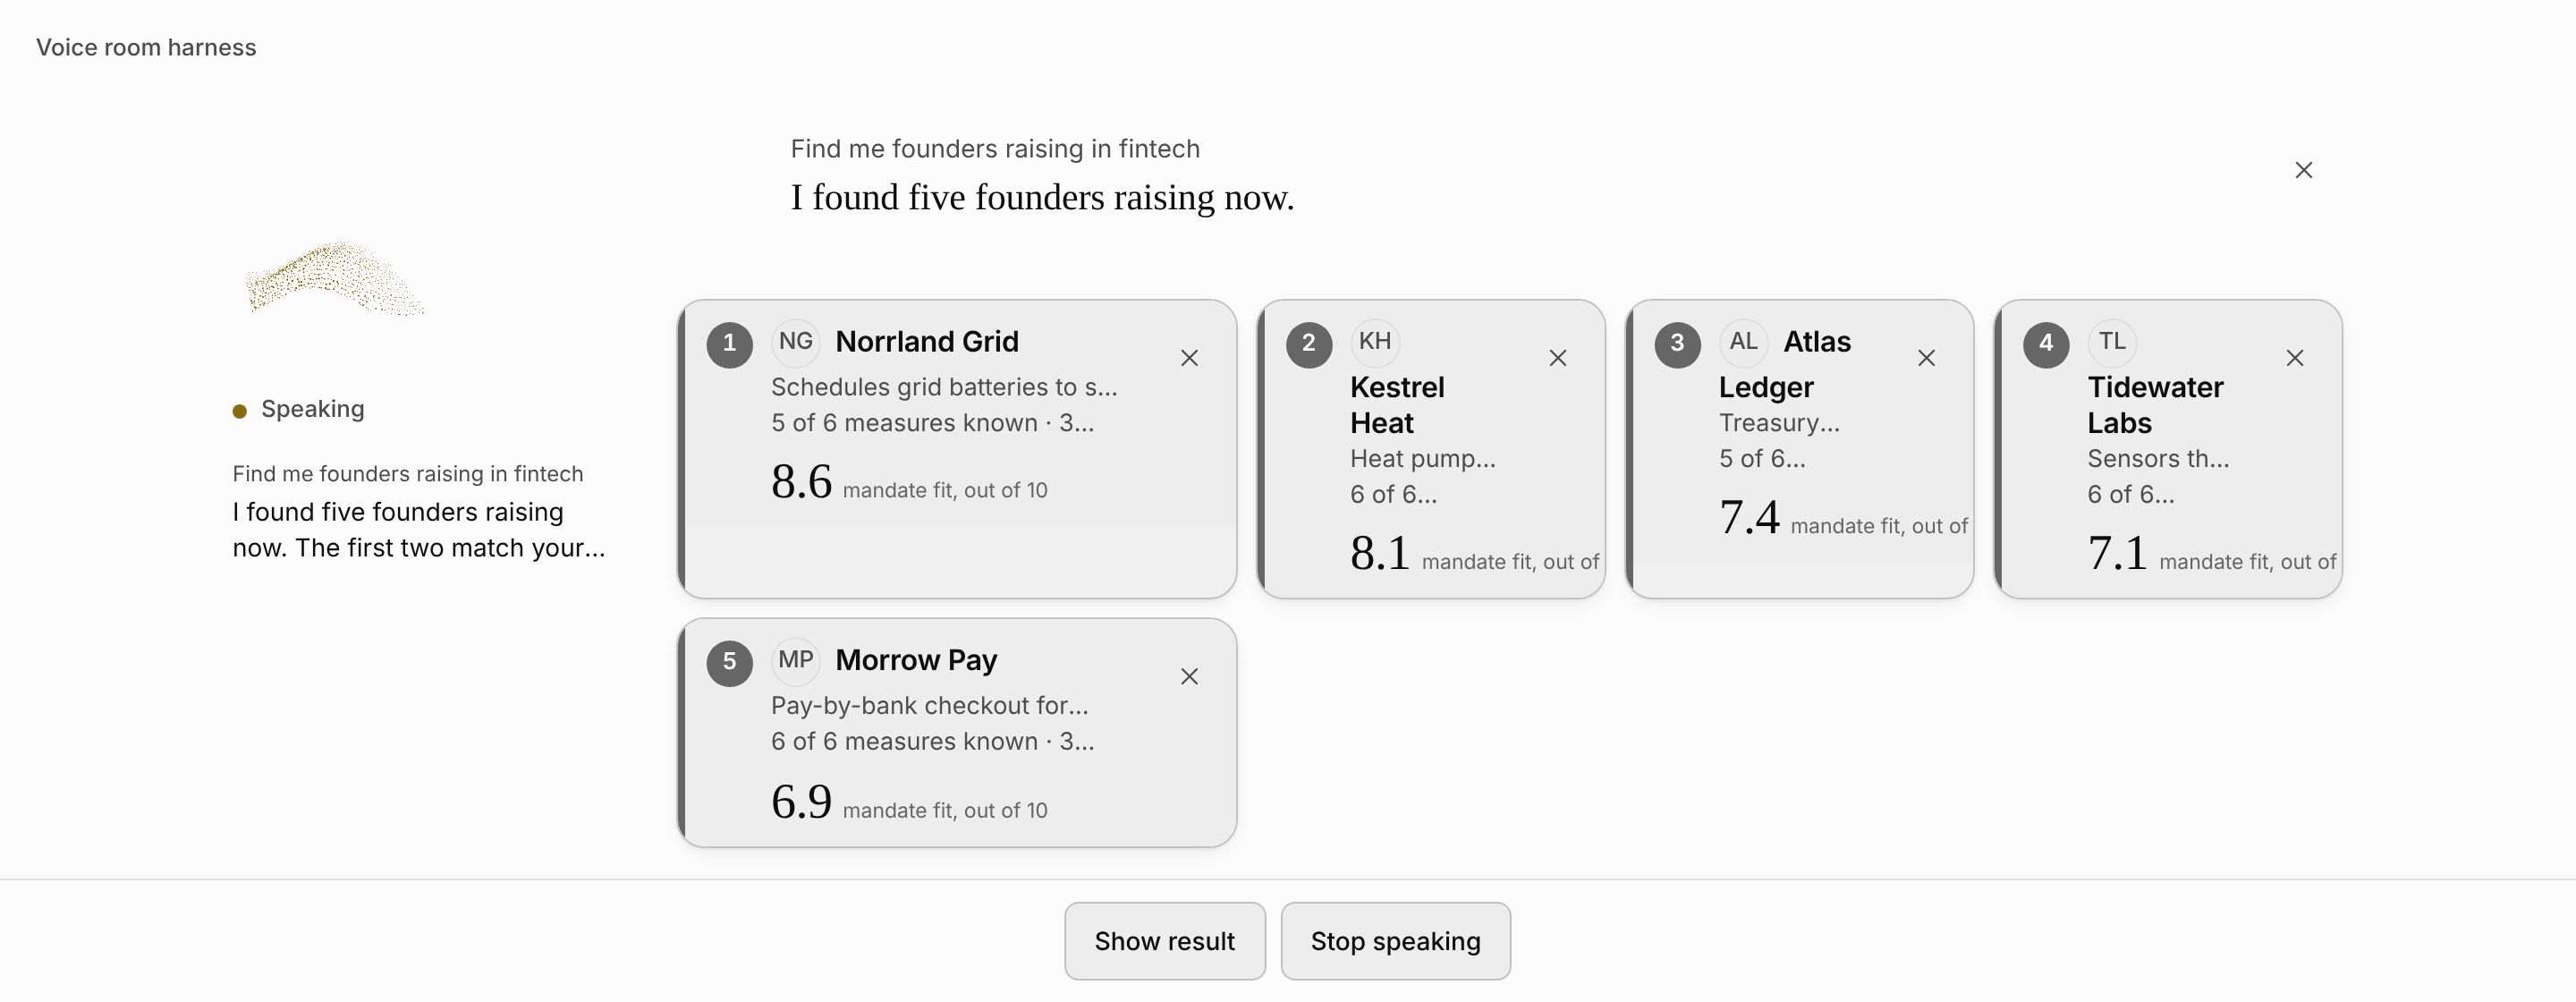 Voice room harness
Find me founders raising in fintech
I found five founders raising now.
Speaking
Find me founders raising in fintech
I found five founders raising
now. The first two match your...
1 NG Norrland Grid
Schedules grid batteries to s...
5 of 6 measures known · 3...
8.6 mandate fit, out of 10
2 KH
Kestrel
Heat
Heat pump...
6 of 6...
8.1 mandate fit, out of
3 AL Atlas
Ledger
Treasury...
5 of 6...
7.4 mandate fit, out of
4 TL
Tidewater
Labs
Sensors th...
6 of 6...
7.1 mandate fit, out of
5 MP Morrow Pay
Pay-by-bank checkout for...
6 of 6 measures known · 3...
6.9 mandate fit, out of 10
Show result
Stop speaking